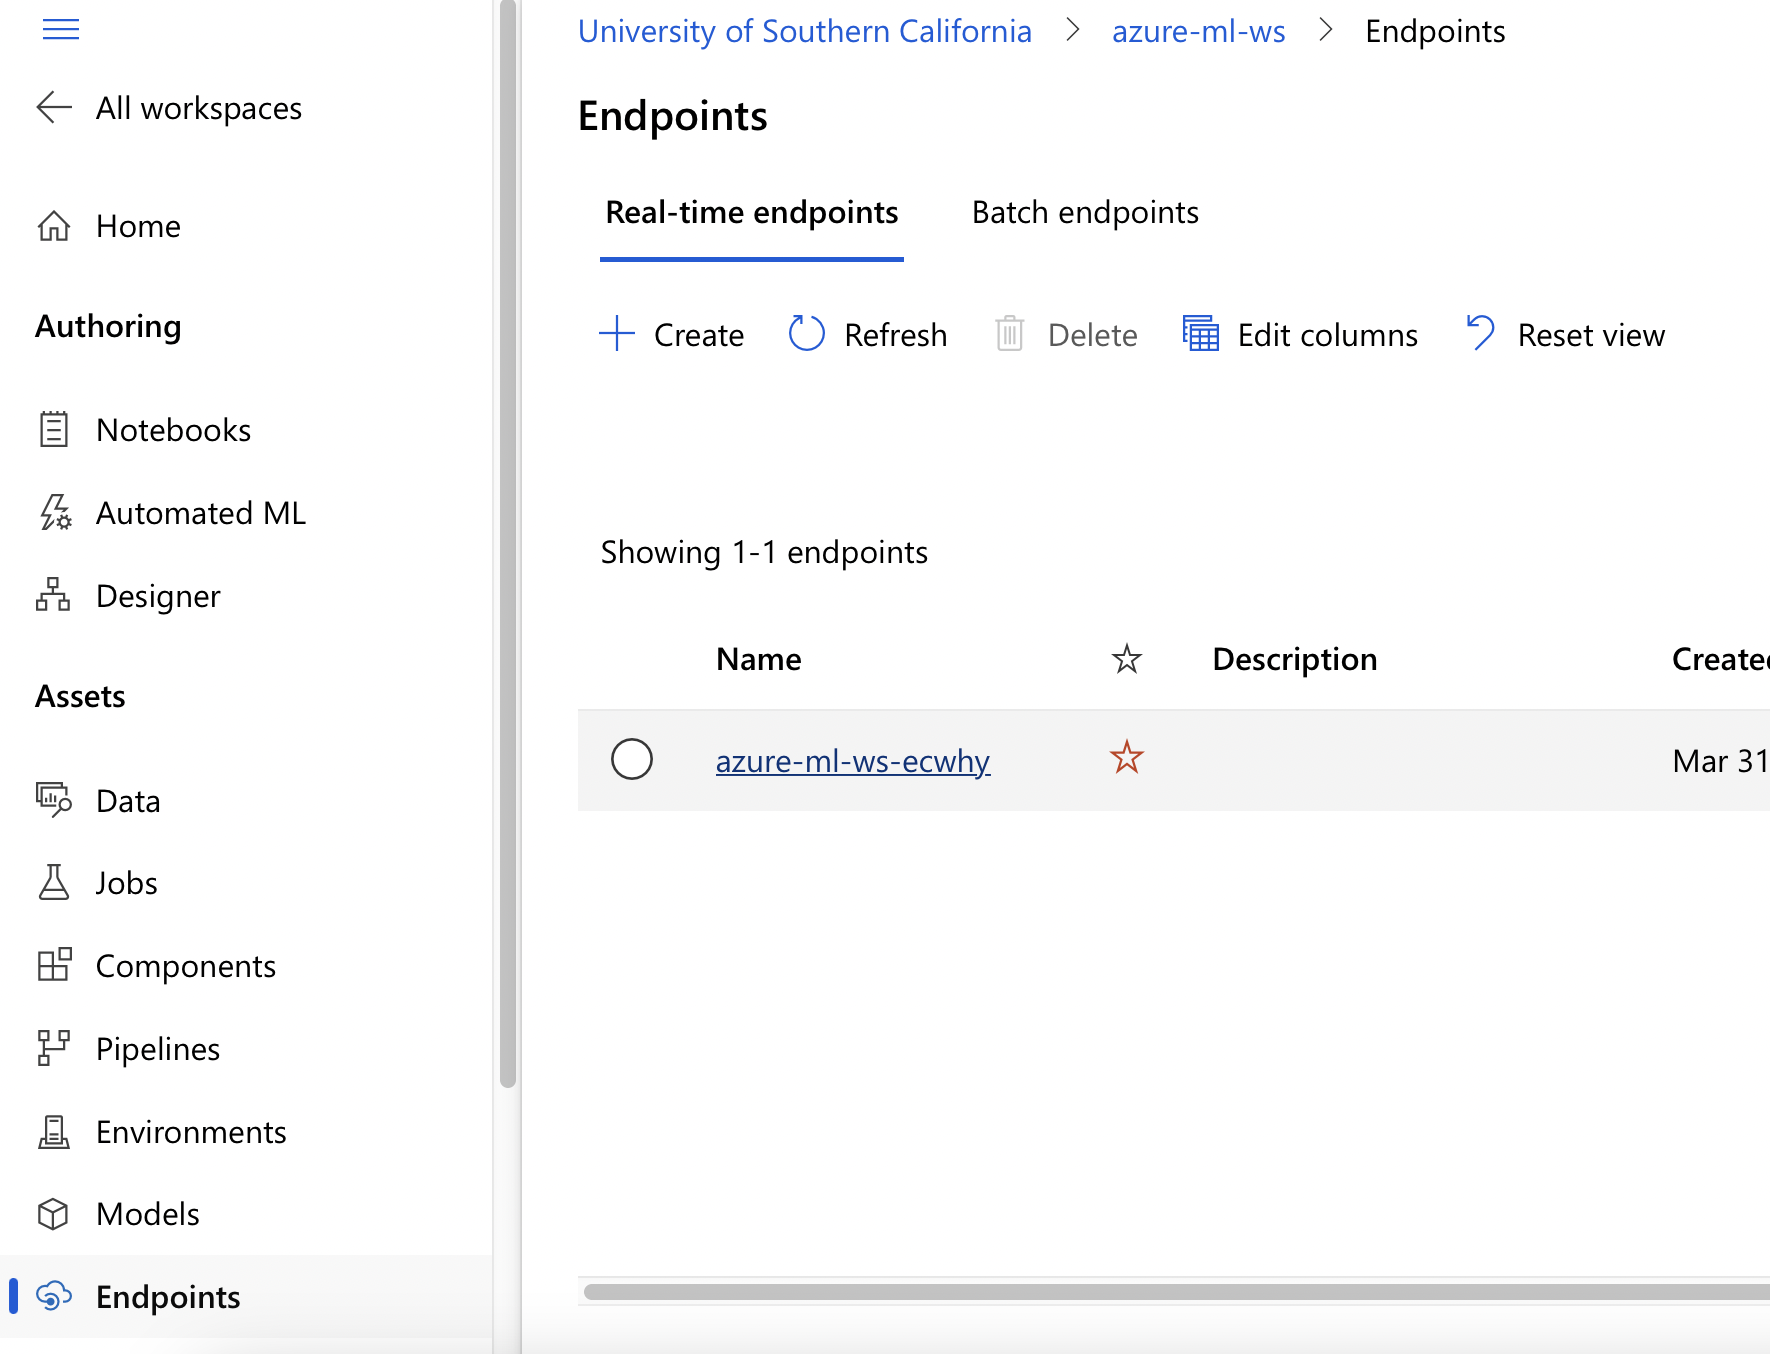 All workspaces
Home
Authoring
Notebooks
Automated ML
Designer
Assets
Data
Jobs
Components
Pipelines
Environments
Models
Endpoints
University of Southern California > azure-ml-ws > Endpoints
Endpoints
Real-time endpoints Batch endpoints
Create Refresh Delete Edit columns Reset view
Showing 1-1 endpoints
Name Description Create
azure-ml-ws-ecwhy Mar 31